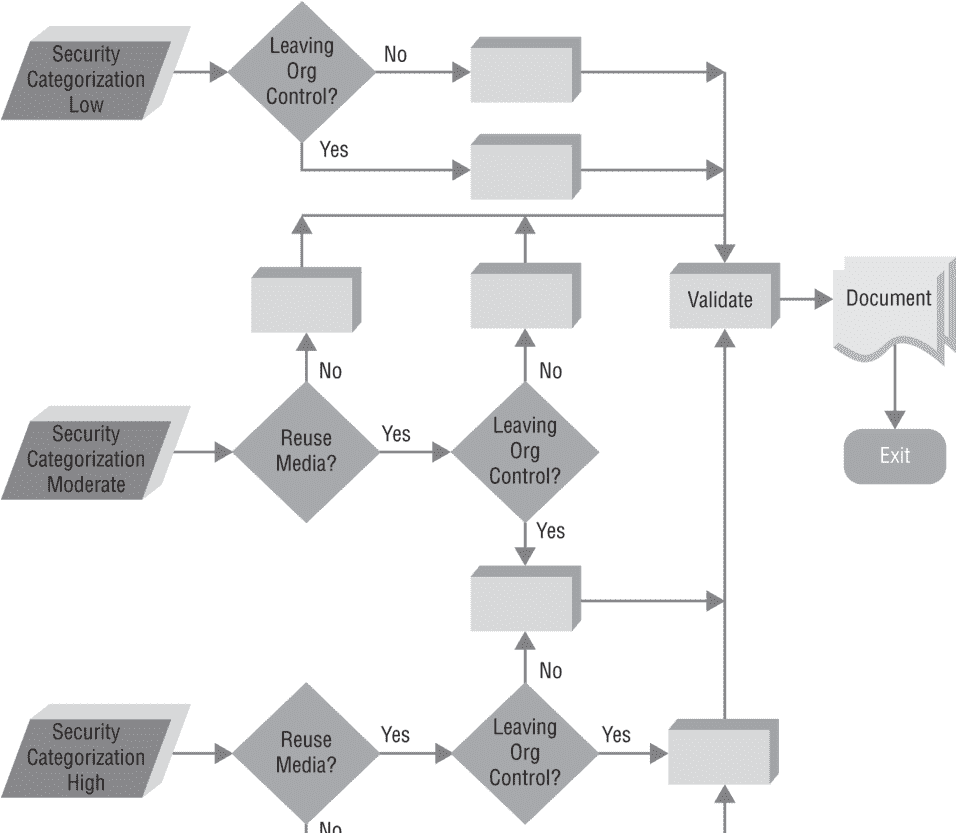 Security
Categorization
Low
Leaving
Org
Control?
No
Yes
Validate
Document
Exit
Security
Categorization
Moderate
Reuse
Media?
No
Yes
Leaving
Org
Control?
No
Yes
Security
Categorization
High
Reuse
Media?
Yes
Leaving
Org
Control?
No
Yes
No